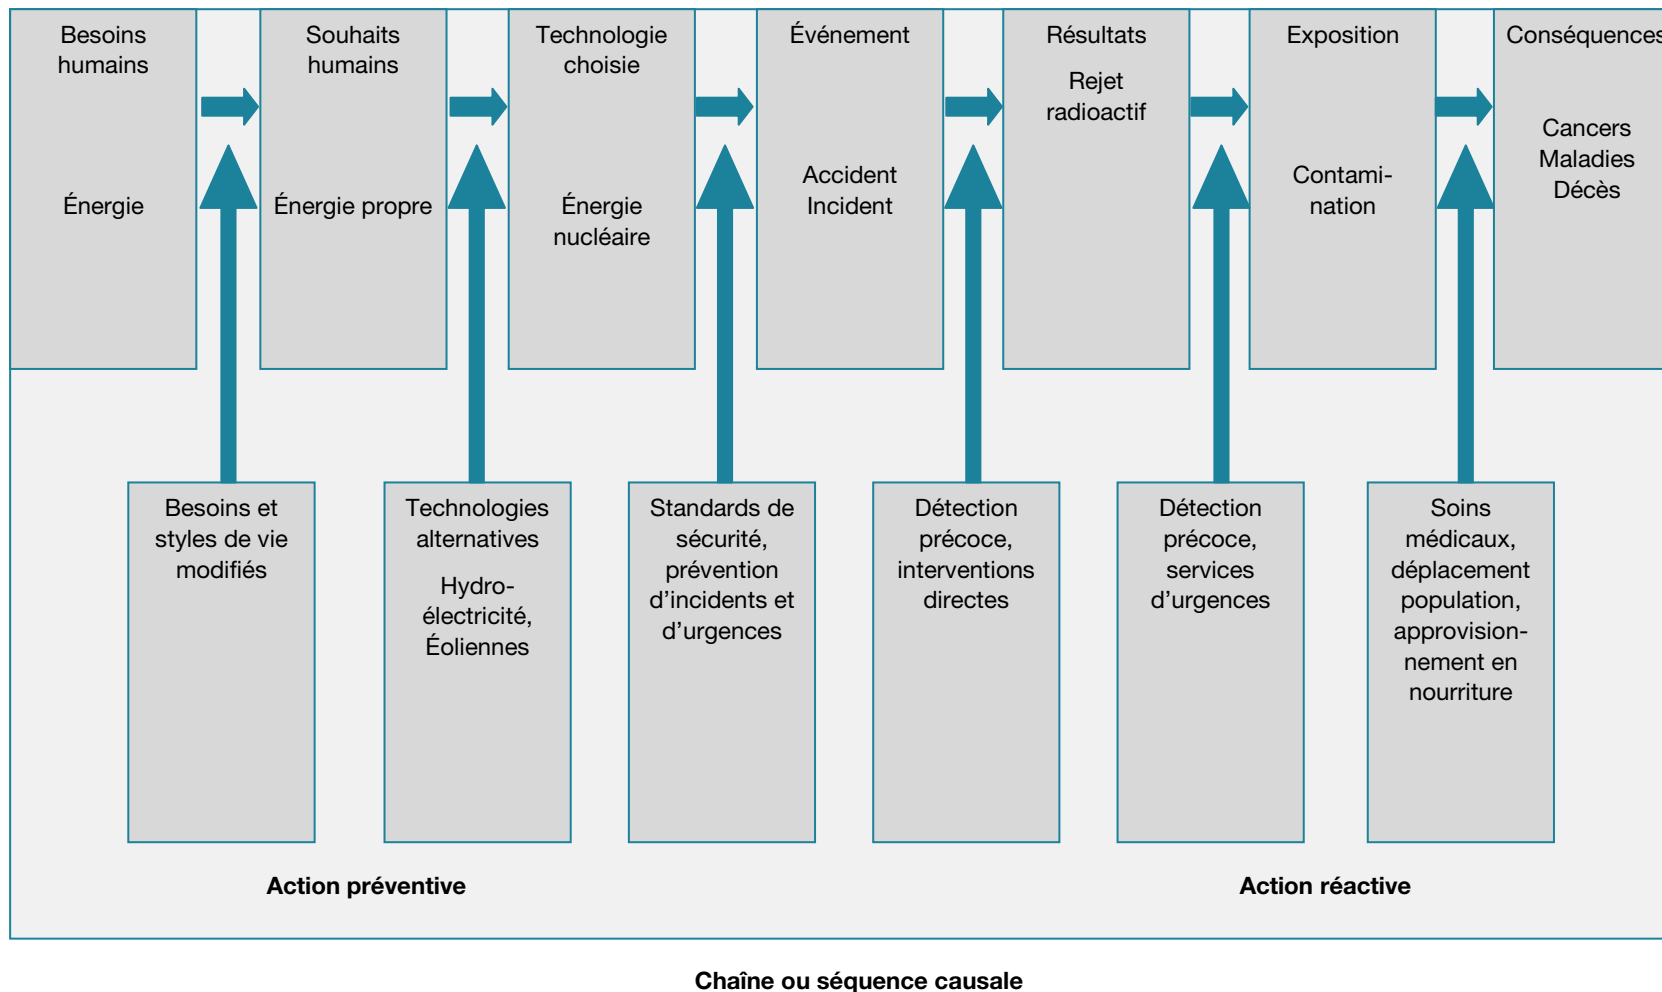 Besoins
humains
Énergie
Souhaits
humains
Énergie propre
Technologie
choisie
Énergie
nucléaire
Événement
Accident
Incident
Résultats
Rejet
radioactif
Exposition
Contami-
nation
Conséquences
Cancers
Maladies
Décès
Besoins et
styles de vie
modifiés
Technologies
alternatives
Hydro-
électricité,
Éoliennes
Standards de
sécurité,
prévention
d’incidents et
d’urgences
Détection
précoce,
interventions
directes
Détection
précoce,
services
d’urgences
Soins
médicaux,
déplacement
population,
approvision-
nement en
nourriture
Action préventive
Action réactive
Chaîne ou séquence causale